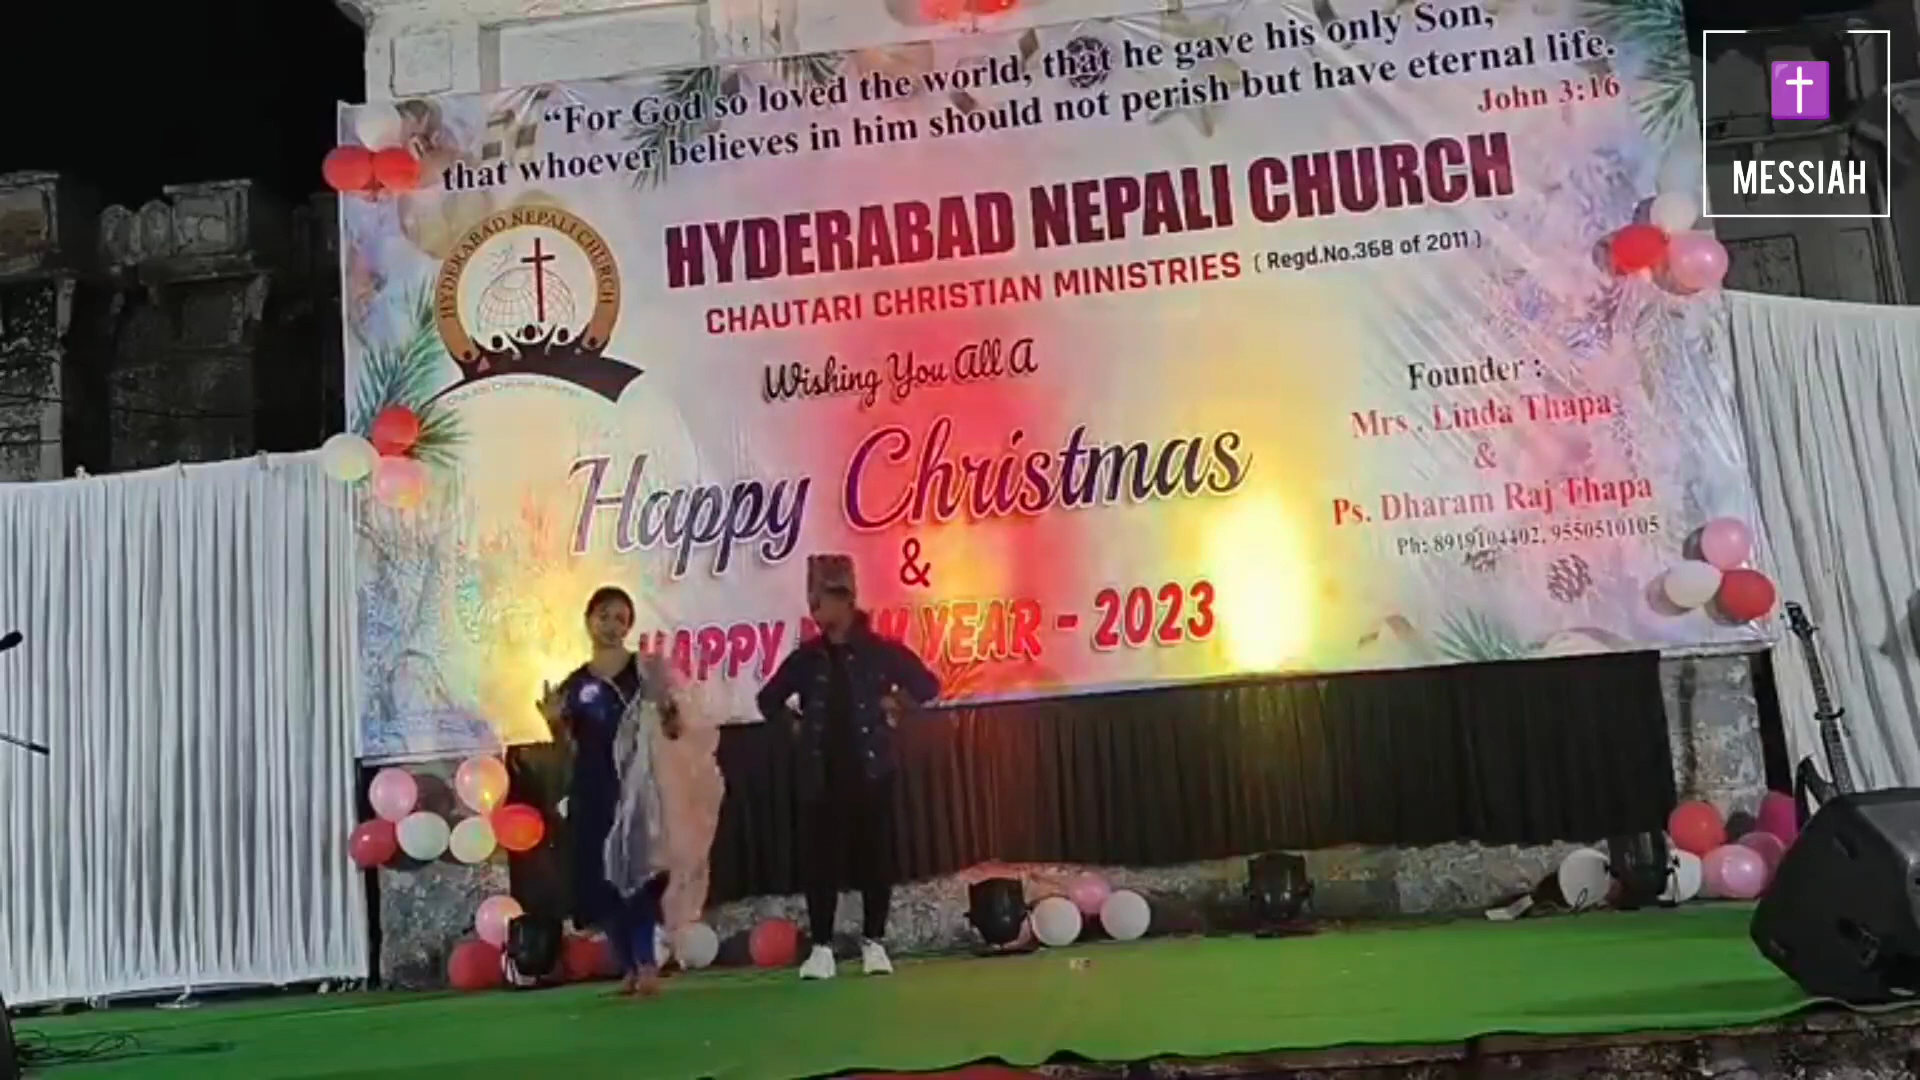 “For God so loved the world, that he gave his only Son,
that whoever believes in him should not perish but have eternal life.
John 3:16
MESSIAH
HYDERABAD NEPALI CHURCH
HYDERABAD NEPALI CHURCH
CHAUTARI CHRISTIAN MINISTRIES ( Regd.No.368 of 2011 )
Wishing You All A
Happy Christmas
&
HAPPY NEW YEAR - 2023
Founder :
Mrs . Linda Thapa
&
Ps. Dharam Raj Thapa
Ph: 8919104402, 9550510105